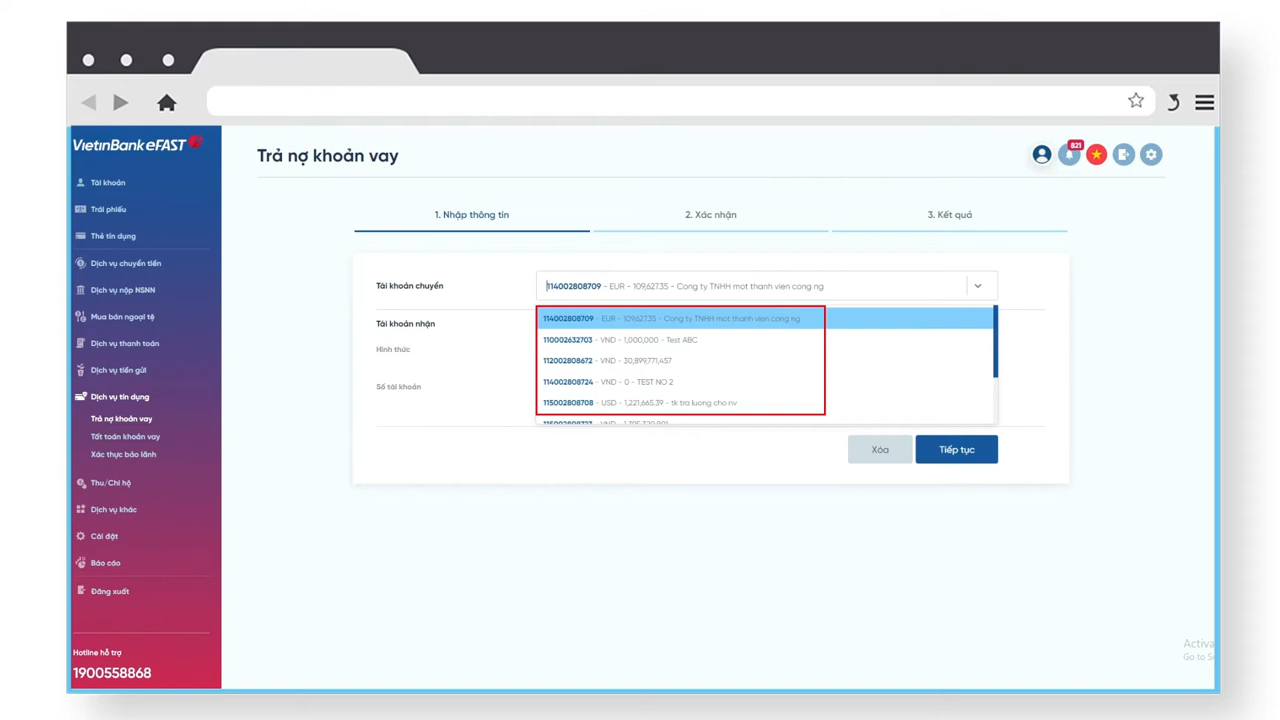 VietinBank eFAST
Trả nợ khoản vay
821
Tài khoản
Trái phiếu
Thẻ tín dụng
Dịch vụ chuyển tiền
Dịch vụ nộp NSNN
Mua bán ngoại tệ
Dịch vụ thanh toán
Dịch vụ tiền gửi
Dịch vụ tín dụng
Trả nợ khoản vay
Tất toán khoản vay
Xác thực bảo lãnh
Thu/Chi hộ
Dịch vụ khác
Cài đặt
Báo cáo
Đăng xuất
Hotline hỗ trợ
1900558868
1. Nhập thông tin
2. Xác nhận
3. Kết quả
Tài khoản chuyển
114002808709 - EUR - 109,627.35 - Cong ty TNHH mot thanh vien cong ng
Tài khoản nhận
Hình thức
Số tài khoản
114002808709 - EUR - 109,627.35 - Cong ty TNHH mot thanh vien cong ng
110002632703 - VND - 1,000,000 - Test ABC
112002808672 - VND - 30,899,771,457
114002808724 - VND - 0 - TEST NO 2
115002808708 - USD - 1,221,665.39 - tk tra luong cho nv
Xóa
Tiếp tục
Activa
Go to Se